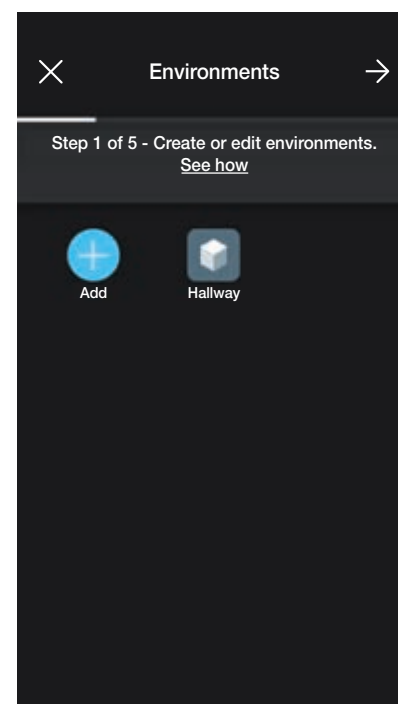 Environments
Step 1 of 5 - Create or edit environments.
See how
Add
Hallway